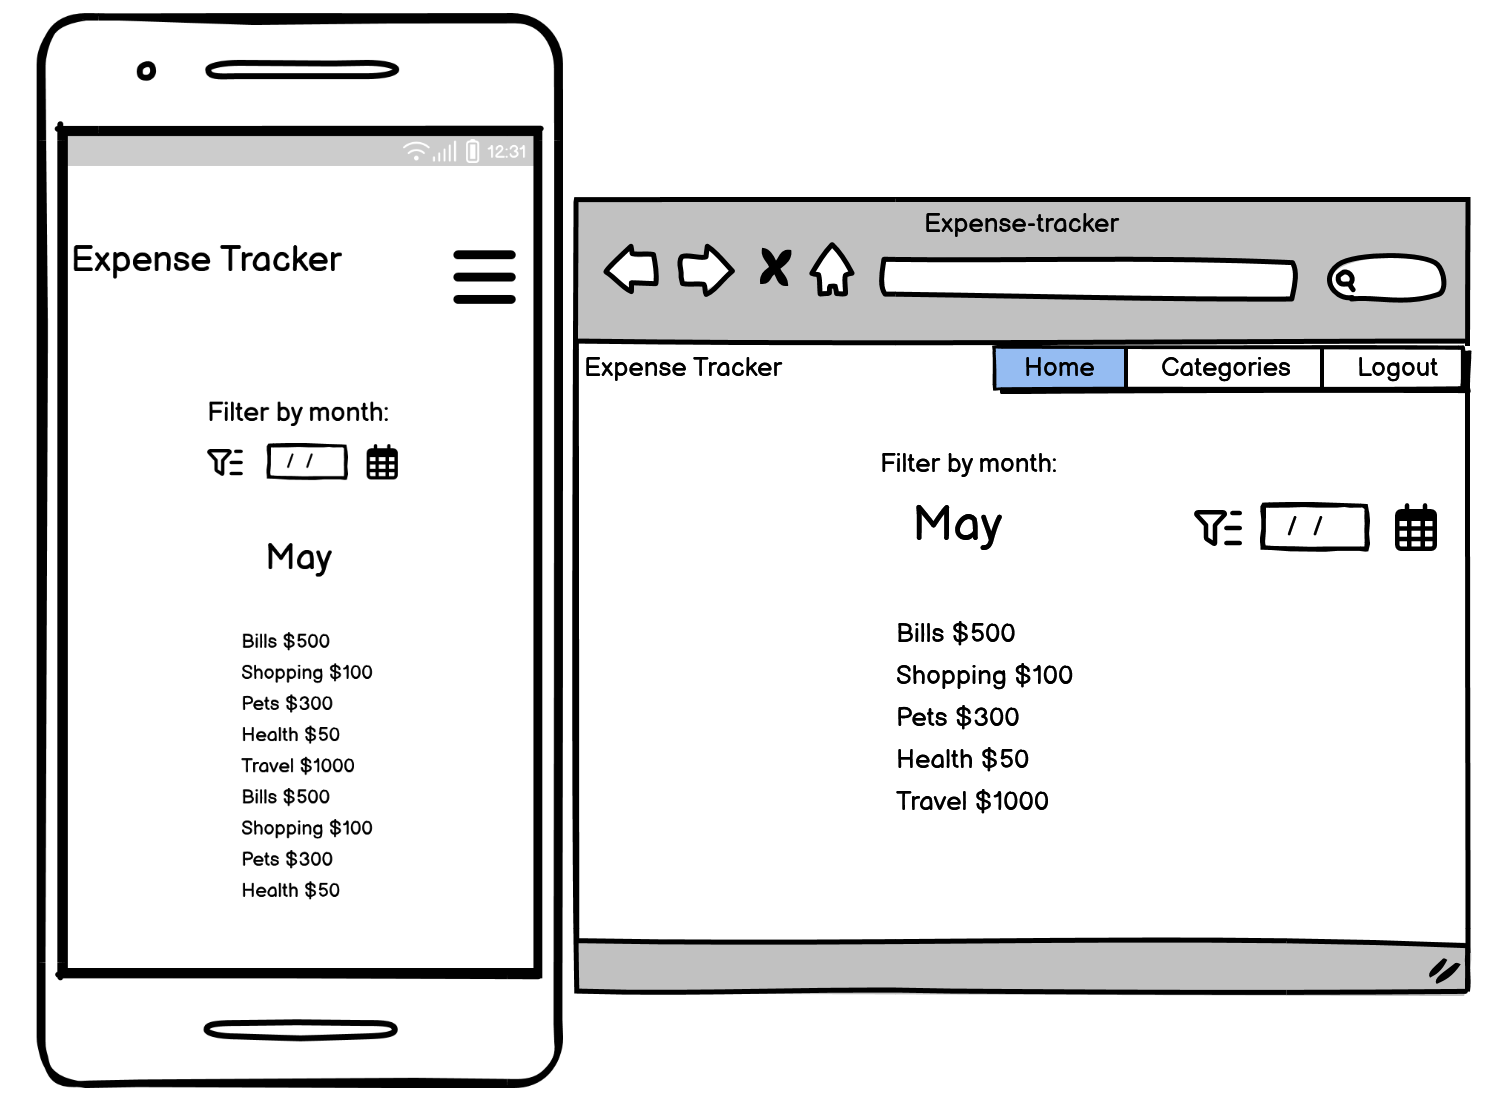 12:31
Expense Tracker
Filter by month:
/ /
May
Bills $500
Shopping $100
Pets $300
Health $50
Travel $1000
Bills $500
Shopping $100
Pets $300
Health $50
Expense-tracker
Expense Tracker
Home
Categories
Logout
Filter by month:
May
/ /
Bills $500
Shopping $100
Pets $300
Health $50
Travel $1000